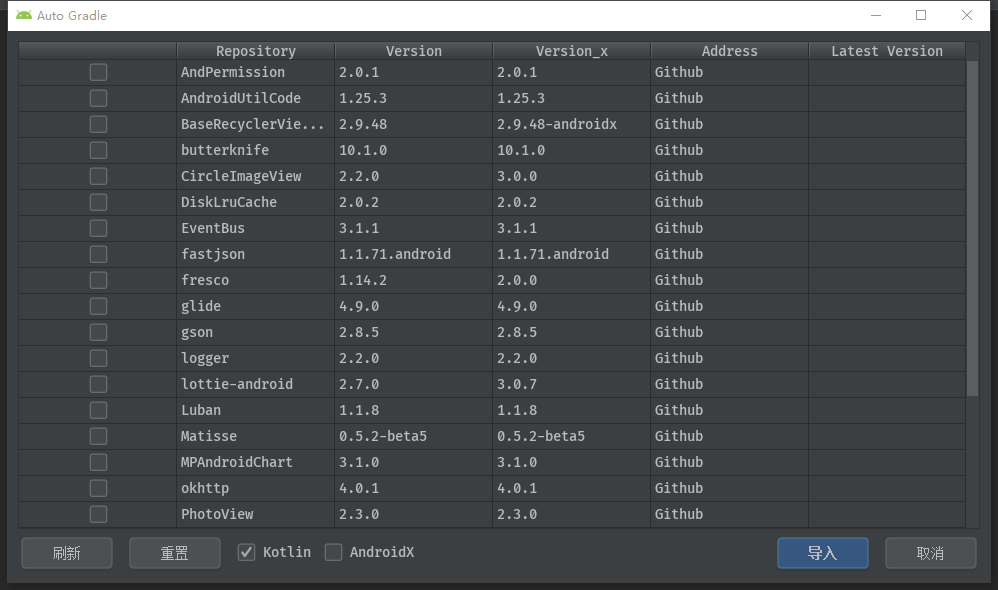 Auto Gradle
Repository Version Version_x Address Latest Version
AndPermission 2.0.1 2.0.1 Github
AndroidUtilCode 1.25.3 1.25.3 Github
BaseRecyclerVie... 2.9.48 2.9.48-androidx Github
butterknife 10.1.0 10.1.0 Github
CircleImageView 2.2.0 3.0.0 Github
DiskLruCache 2.0.2 2.0.2 Github
EventBus 3.1.1 3.1.1 Github
fastjson 1.1.71.android 1.1.71.android Github
fresco 1.14.2 2.0.0 Github
glide 4.9.0 4.9.0 Github
gson 2.8.5 2.8.5 Github
logger 2.2.0 2.2.0 Github
lottie-android 2.7.0 3.0.7 Github
Luban 1.1.8 1.1.8 Github
Matisse 0.5.2-beta5 0.5.2-beta5 Github
MPAndroidChart 3.1.0 3.1.0 Github
okhttp 4.0.1 4.0.1 Github
PhotoView 2.3.0 2.3.0 Github
刷新 重置 Kotlin AndroidX 导入 取消